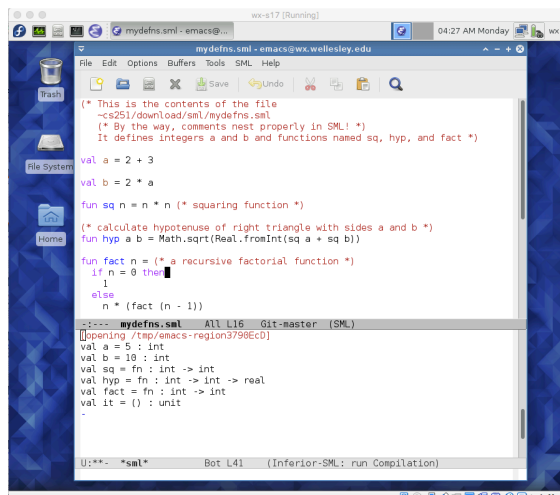 wx-s17 [Running]
mydefns.sml - emacs@...
04:27 AM Monday
wx
mydefns.sml - emacs@wx.wellesley.edu
File Edit Options Buffers Tools SML Help
Save Undo
Trash
File System
Home
(* This is the contents of the file
~cs251/download/sml/mydefns.sml
(* By the way, comments nest properly in SML! *)
It defines integers a and b and functions named sq, hyp, and fact *)
val a = 2 + 3
val b = 2 * a
fun sq n = n * n (* squaring function *)
(* calculate hypotenuse of right triangle with sides a and b *)
fun hyp a b = Math.sqrt(Real.fromInt(sq a + sq b))
fun fact n = (* a recursive factorial function *)
if n = 0 then
1
else
n * (fact (n - 1))
-:--- mydefns.sml All L16 Git-master (SML)
[opening /tmp/emacs-region3790EcD]
val a = 5 : int
val b = 10 : int
val sq = fn : int -> int
val hyp = fn : int -> int -> real
val fact = fn : int -> int
val it = () : unit
-
U:**- *sml* Bot L41 (Inferior-SML: run Compilation)